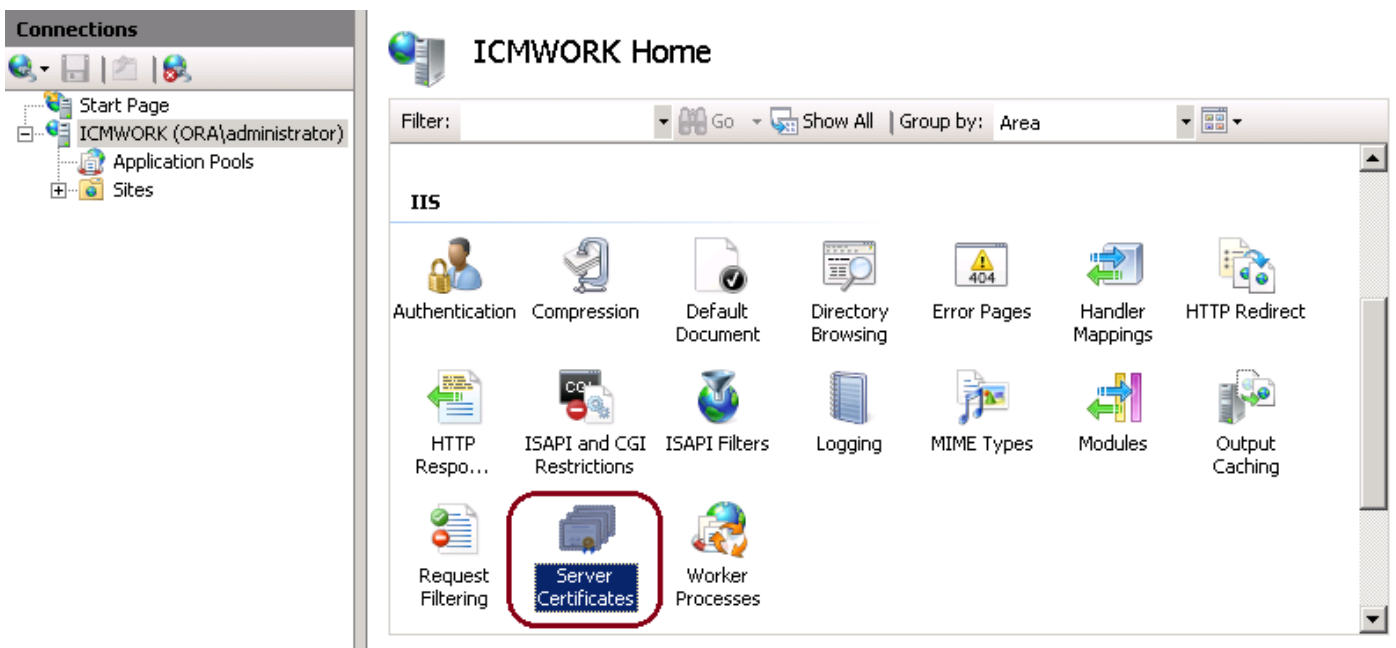 Connections
Start Page
ICMWORK (ORA\administrator)
Application Pools
Sites
ICMWORK Home
Filter: Go Show All Group by: Area
IIS
Authentication Compression Default Document Directory Browsing Error Pages Handler Mappings HTTP Redirect
404
HTTP Respo... ISAPI and CGI Restrictions ISAPI Filters Logging MIME Types Modules Output Caching
Request Filtering Server Certificates Worker Processes